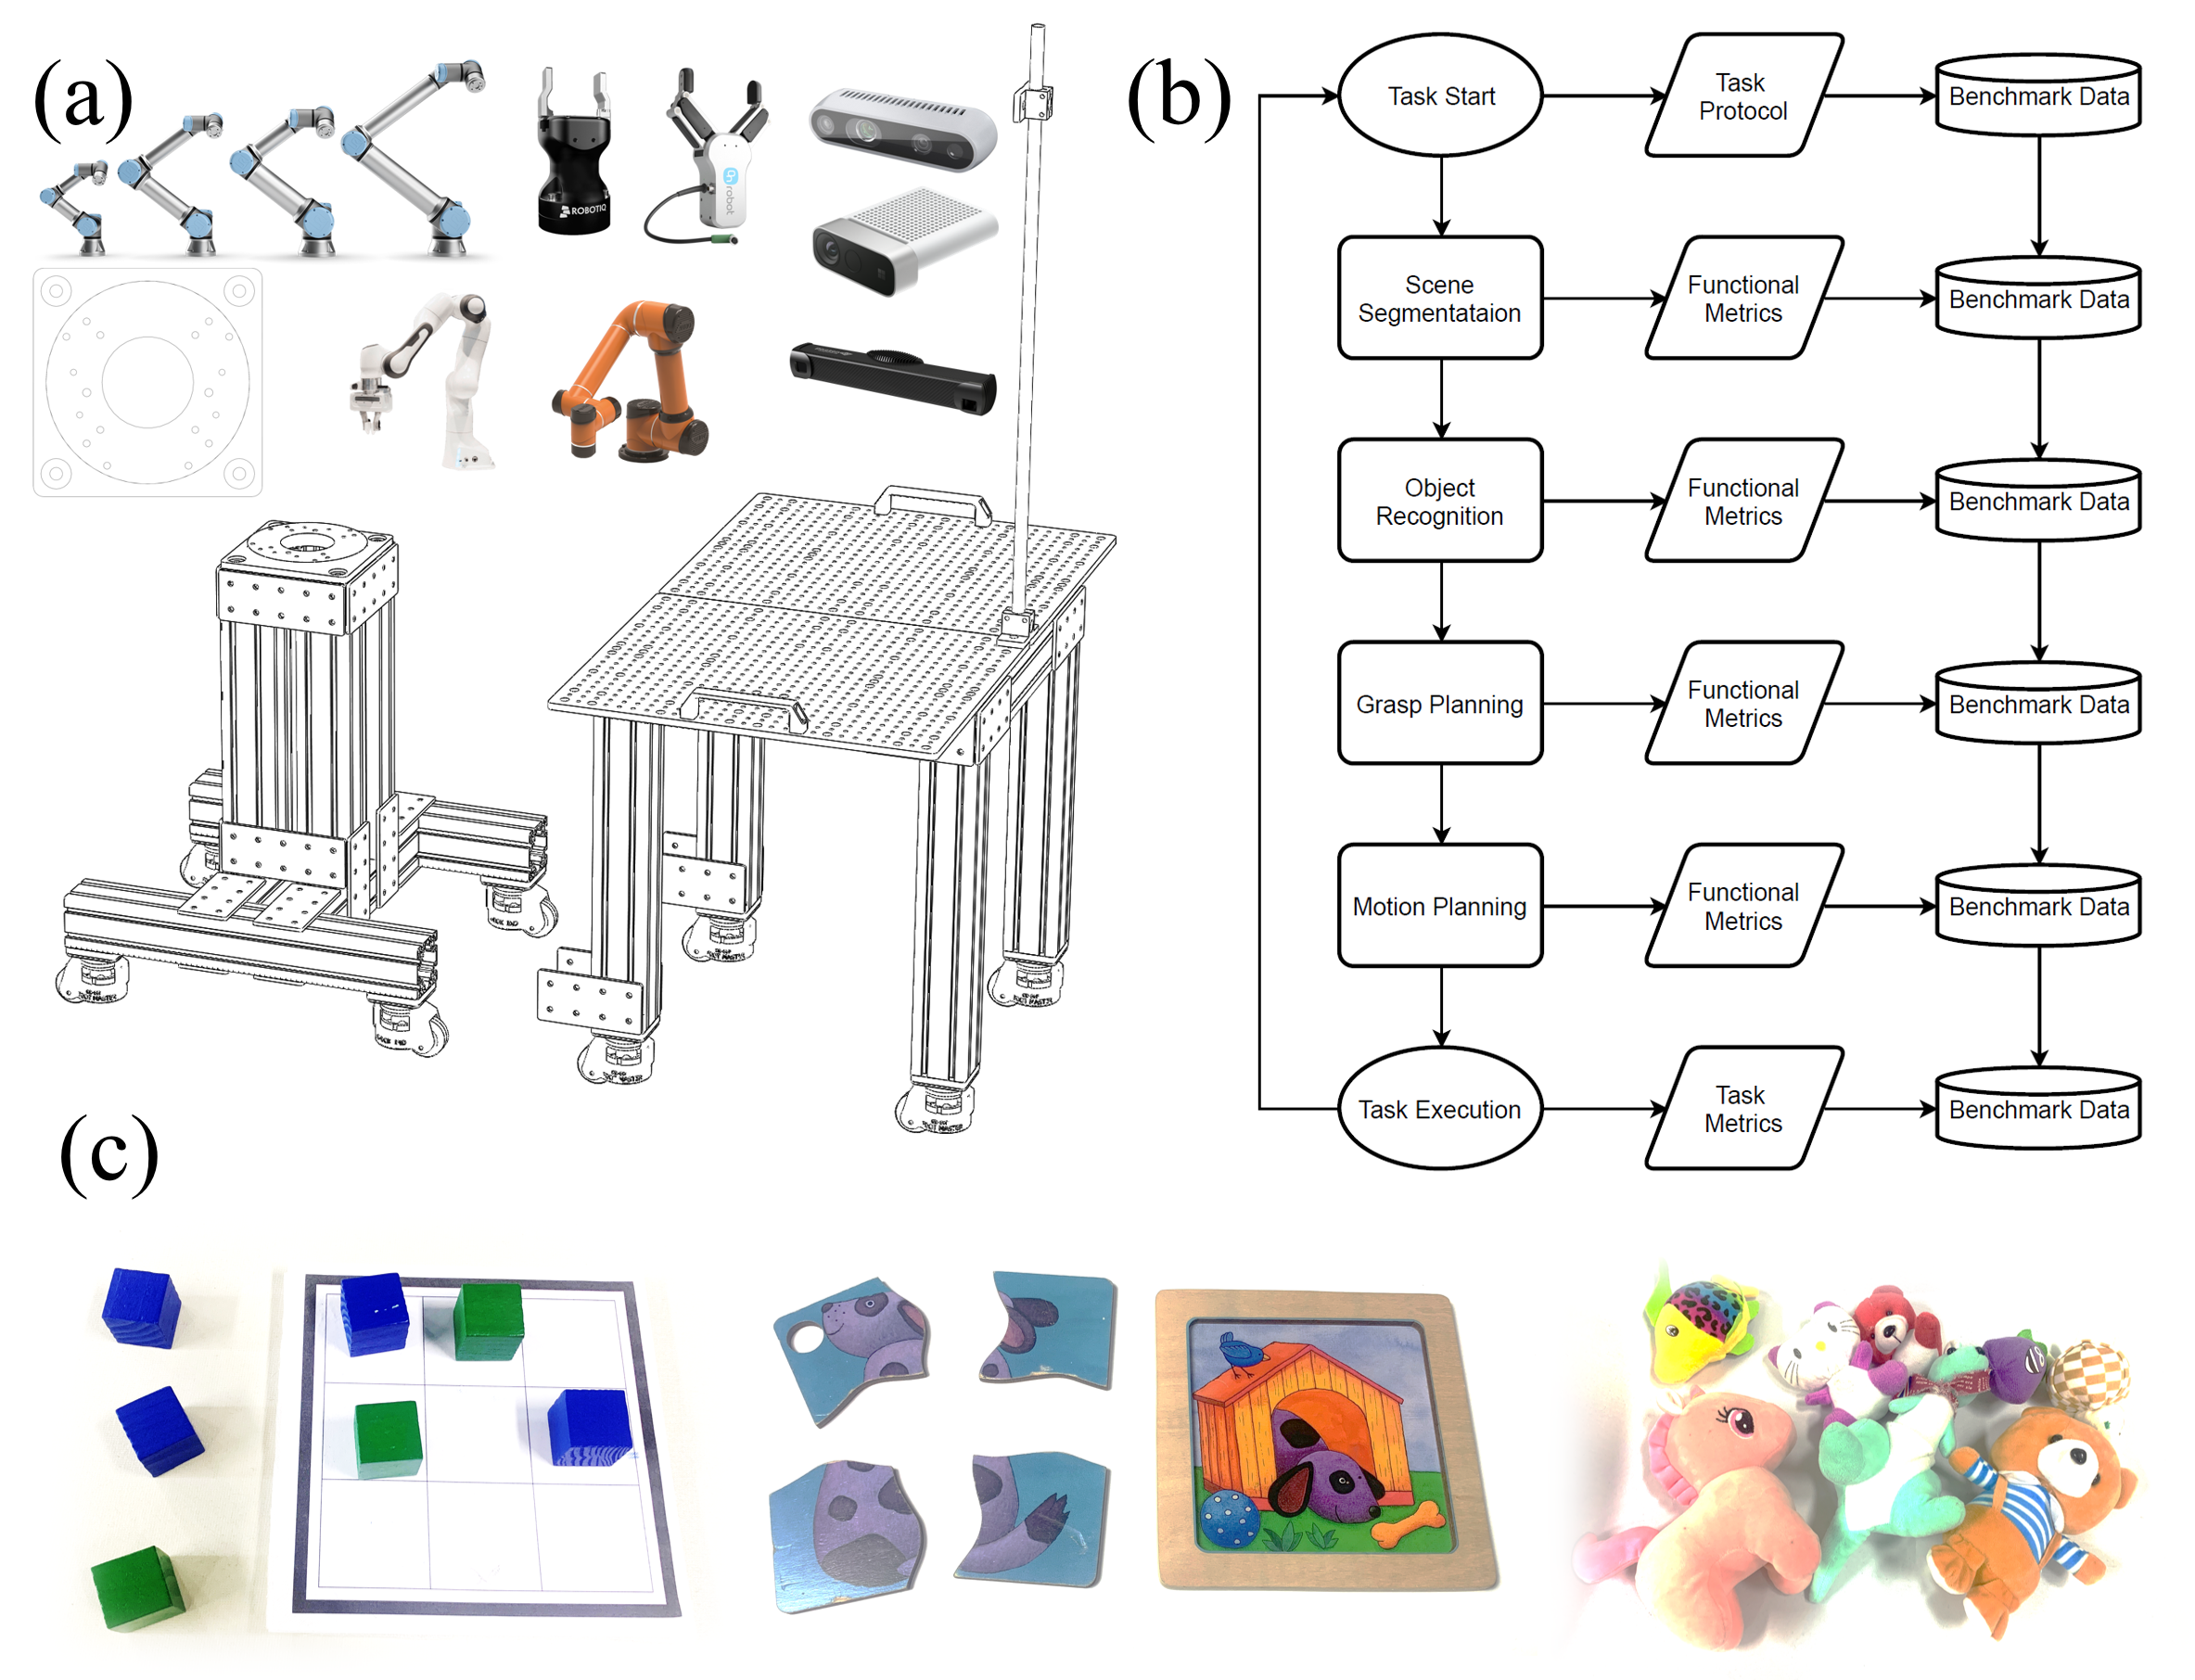 (a)
ROBOTIQ
robot
(b)
Task Start
Task
Protocol
Benchmark Data
Scene
Segmentataion
Functional
Metrics
Benchmark Data
Object
Recognition
Functional
Metrics
Benchmark Data
Grasp Planning
Functional
Metrics
Benchmark Data
Motion Planning
Functional
Metrics
Benchmark Data
Task Execution
Task
Metrics
Benchmark Data
(c)